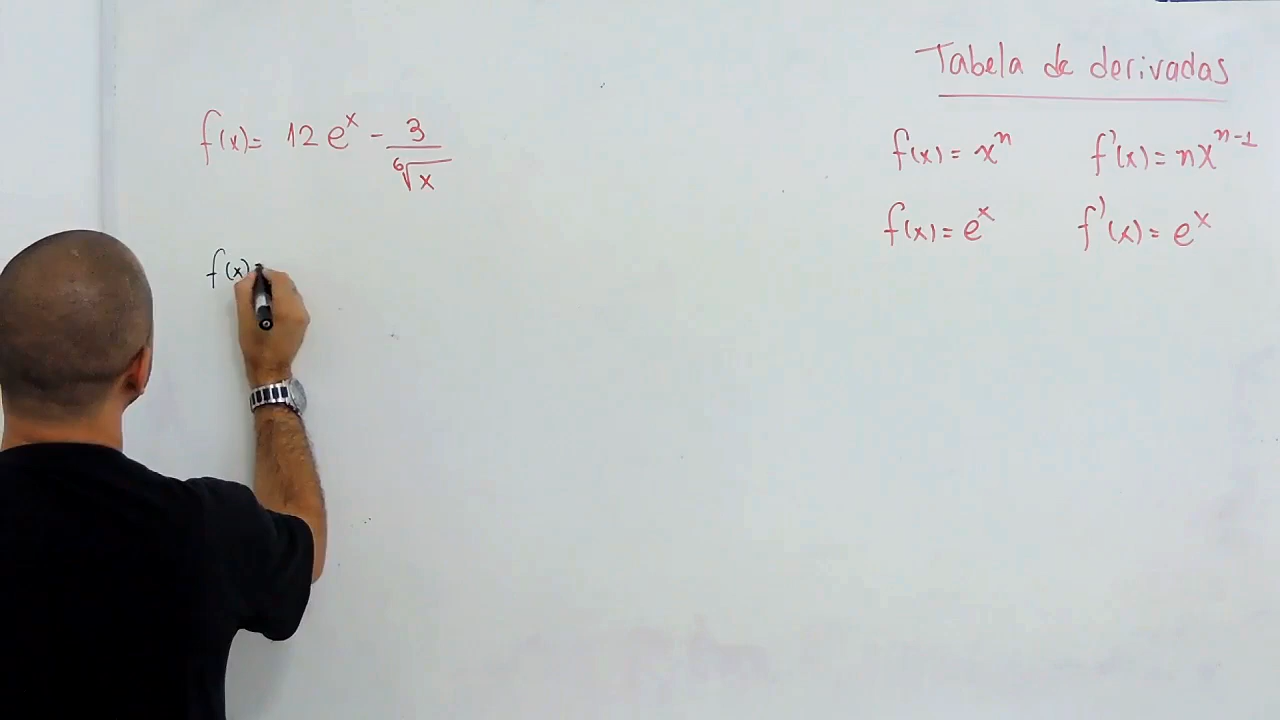 f(x) = 12 e^x - 3/⁶√x
f(x) =
Tabela de derivadas
f(x) = x^n f'(x) = nx^{n-1}
f(x) = e^x f'(x) = e^x